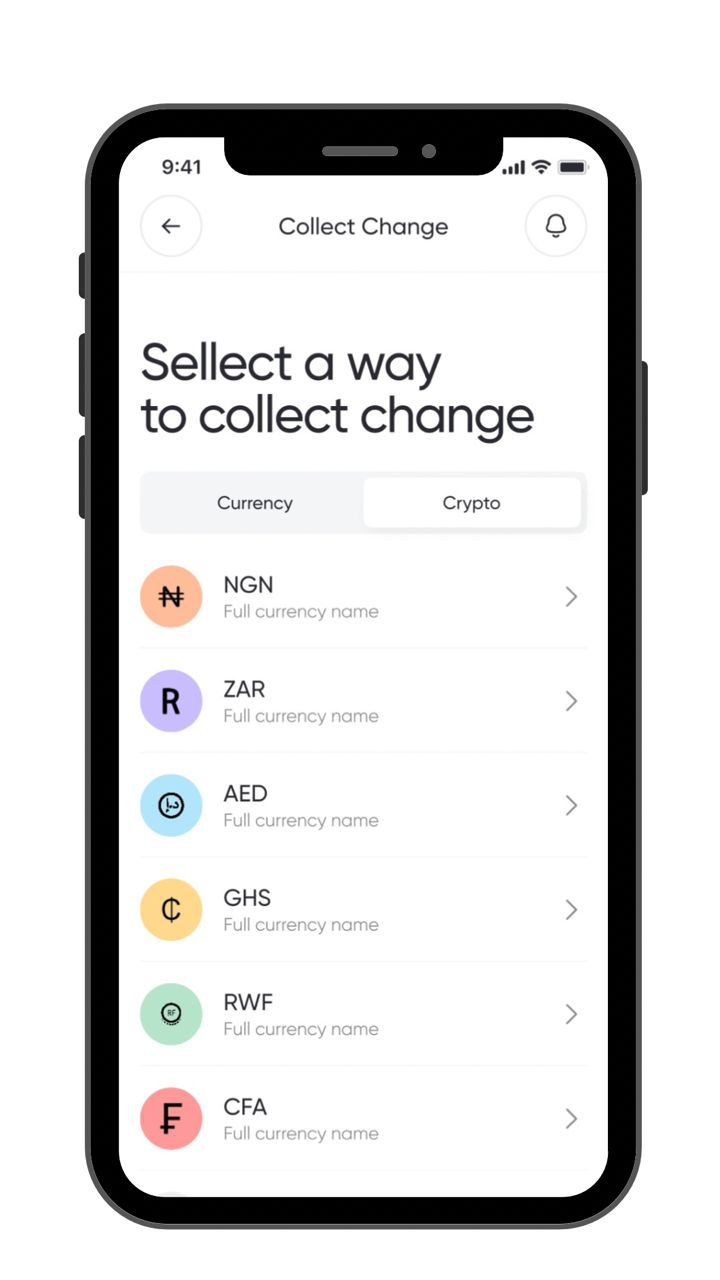 9:41
Collect Change
Sellect a way
to collect change
Currency Crypto
₦
NGN
Full currency name
R
ZAR
Full currency name
د.إ
AED
Full currency name
₵
GHS
Full currency name
RF
RWF
Full currency name
₣
CFA
Full currency name